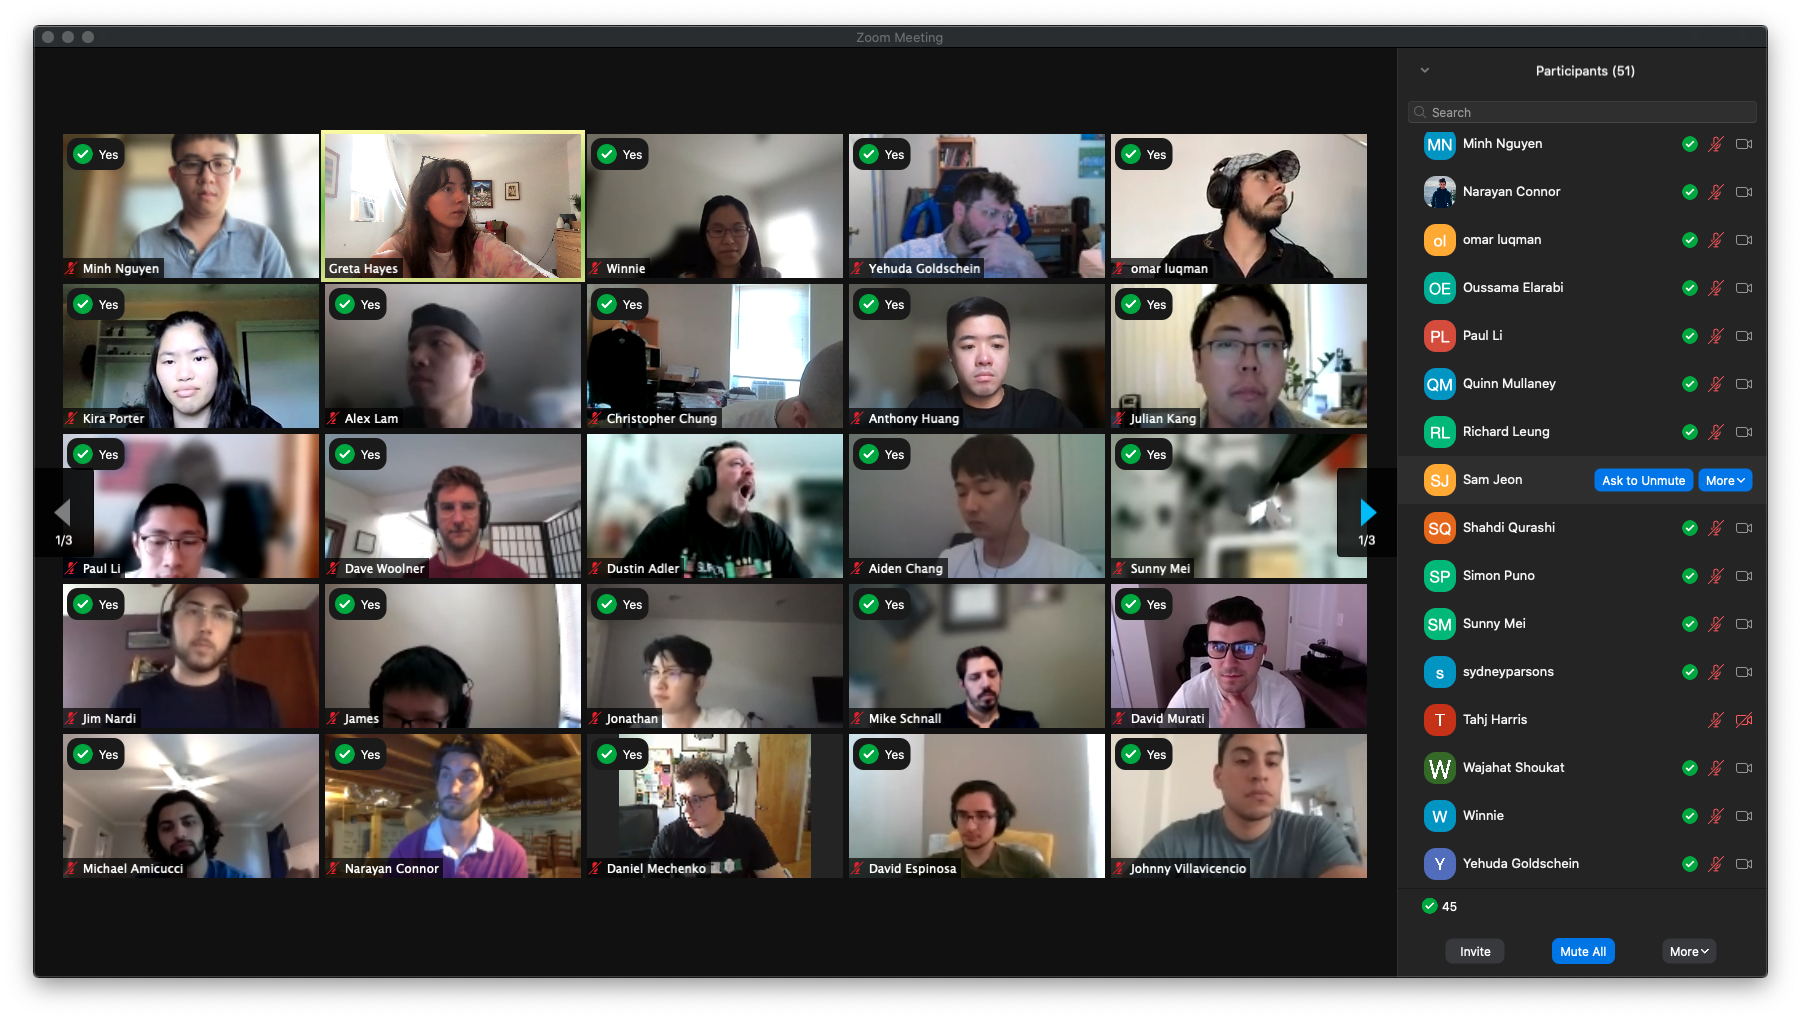 Zoom Meeting
Yes
Minh Nguyen
Greta Hayes
Yes
Winnie
Yes
Yehuda Goldschein
Yes
omar luqman
Yes
Kira Porter
Yes
Alex Lam
Yes
Christopher Chung
Yes
Anthony Huang
Yes
Julian Kang
Yes
Paul Li
Yes
Dave Woolner
Dustin Adler
Yes
Aiden Chang
Yes
Sunny Mei
1/3
1/3
Yes
Jim Nardi
Yes
James
Yes
Jonathan
Yes
Mike Schnall
Yes
David Murati
Yes
Michael Amicucci
Yes
Narayan Connor
Yes
Daniel Mechenko
Yes
David Espinosa
Yes
Johnny Villavicencio
Participants (51)
Search
MN Minh Nguyen
Narayan Connor
ol omar luqman
OE Oussama Elarabi
PL Paul Li
QM Quinn Mullaney
RL Richard Leung
SJ Sam Jeon Ask to Unmute More
SQ Shahdi Qurashi
SP Simon Puno
SM Sunny Mei
s sydneyparsons
T Tahj Harris
W Wajahat Shoukat
W Winnie
Y Yehuda Goldschein
45
Invite Mute All More